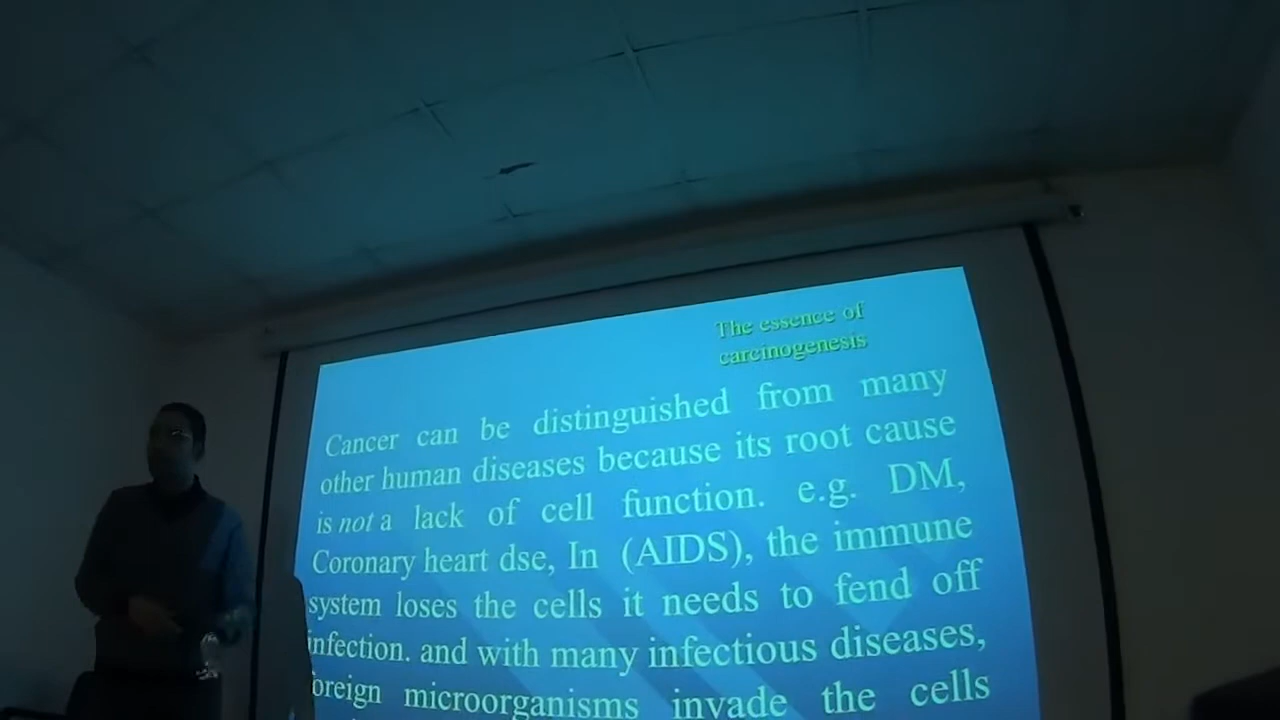 The essence of
carcinogenesis
Cancer can be distinguished from many
other human diseases because its root cause
is not a lack of cell function. e.g. DM,
Coronary heart dse, In (AIDS), the immune
system loses the cells it needs to fend off
infection. and with many infectious diseases,
foreign microorganisms invade the cells